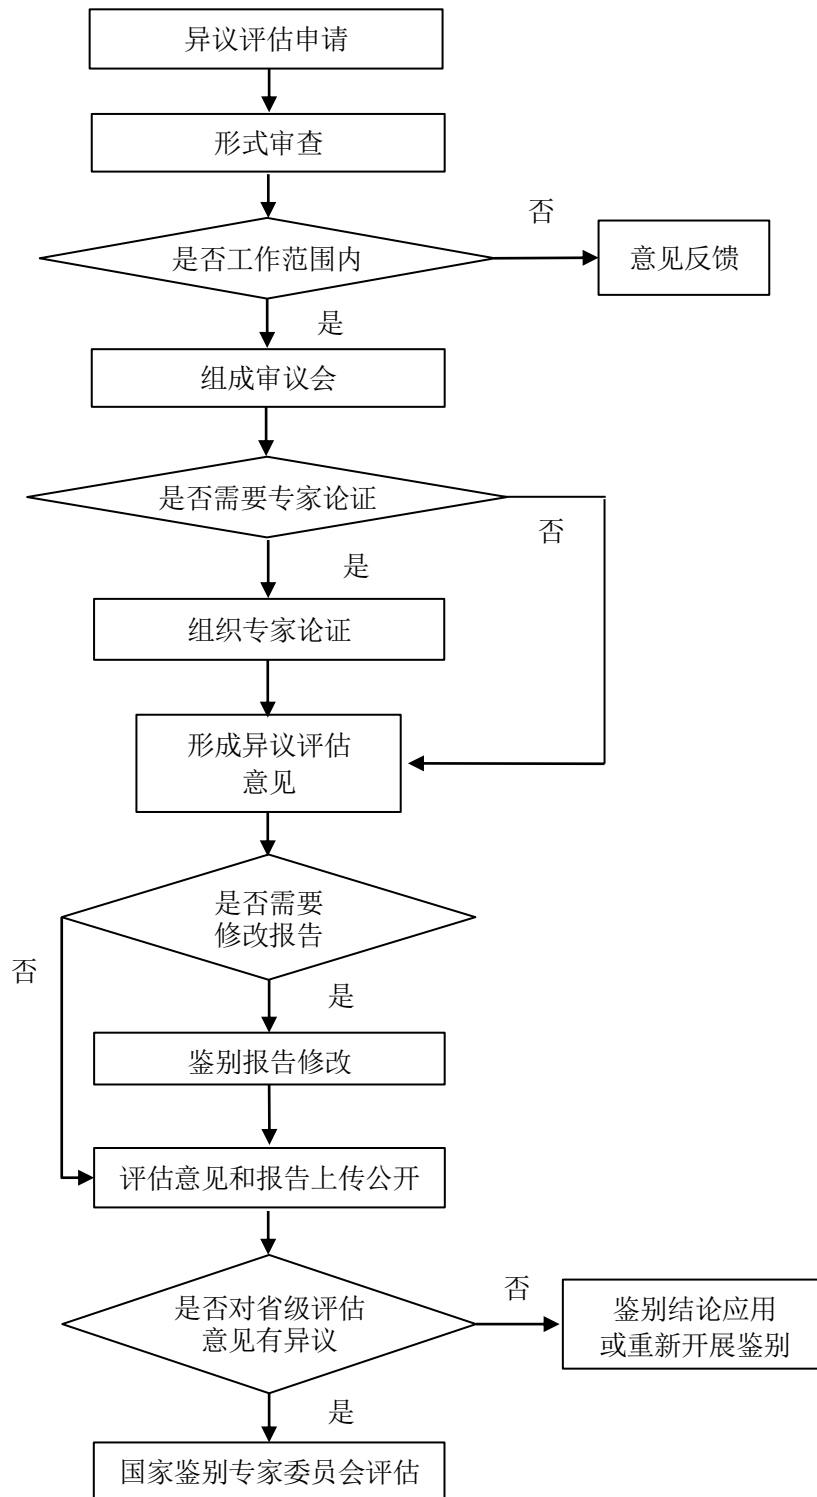 异议评估申请
形式审查
否
是否工作范围内
意见反馈
是
组成审议会
是否需要专家论证
否
是
组织专家论证
形成异议评估
意见
是否需要
修改报告
否
是
鉴别报告修改
评估意见和报告上传公开
否
是否对省级评估
意见有异议
鉴别结论应用
或重新开展鉴别
是
国家鉴别专家委员会评估